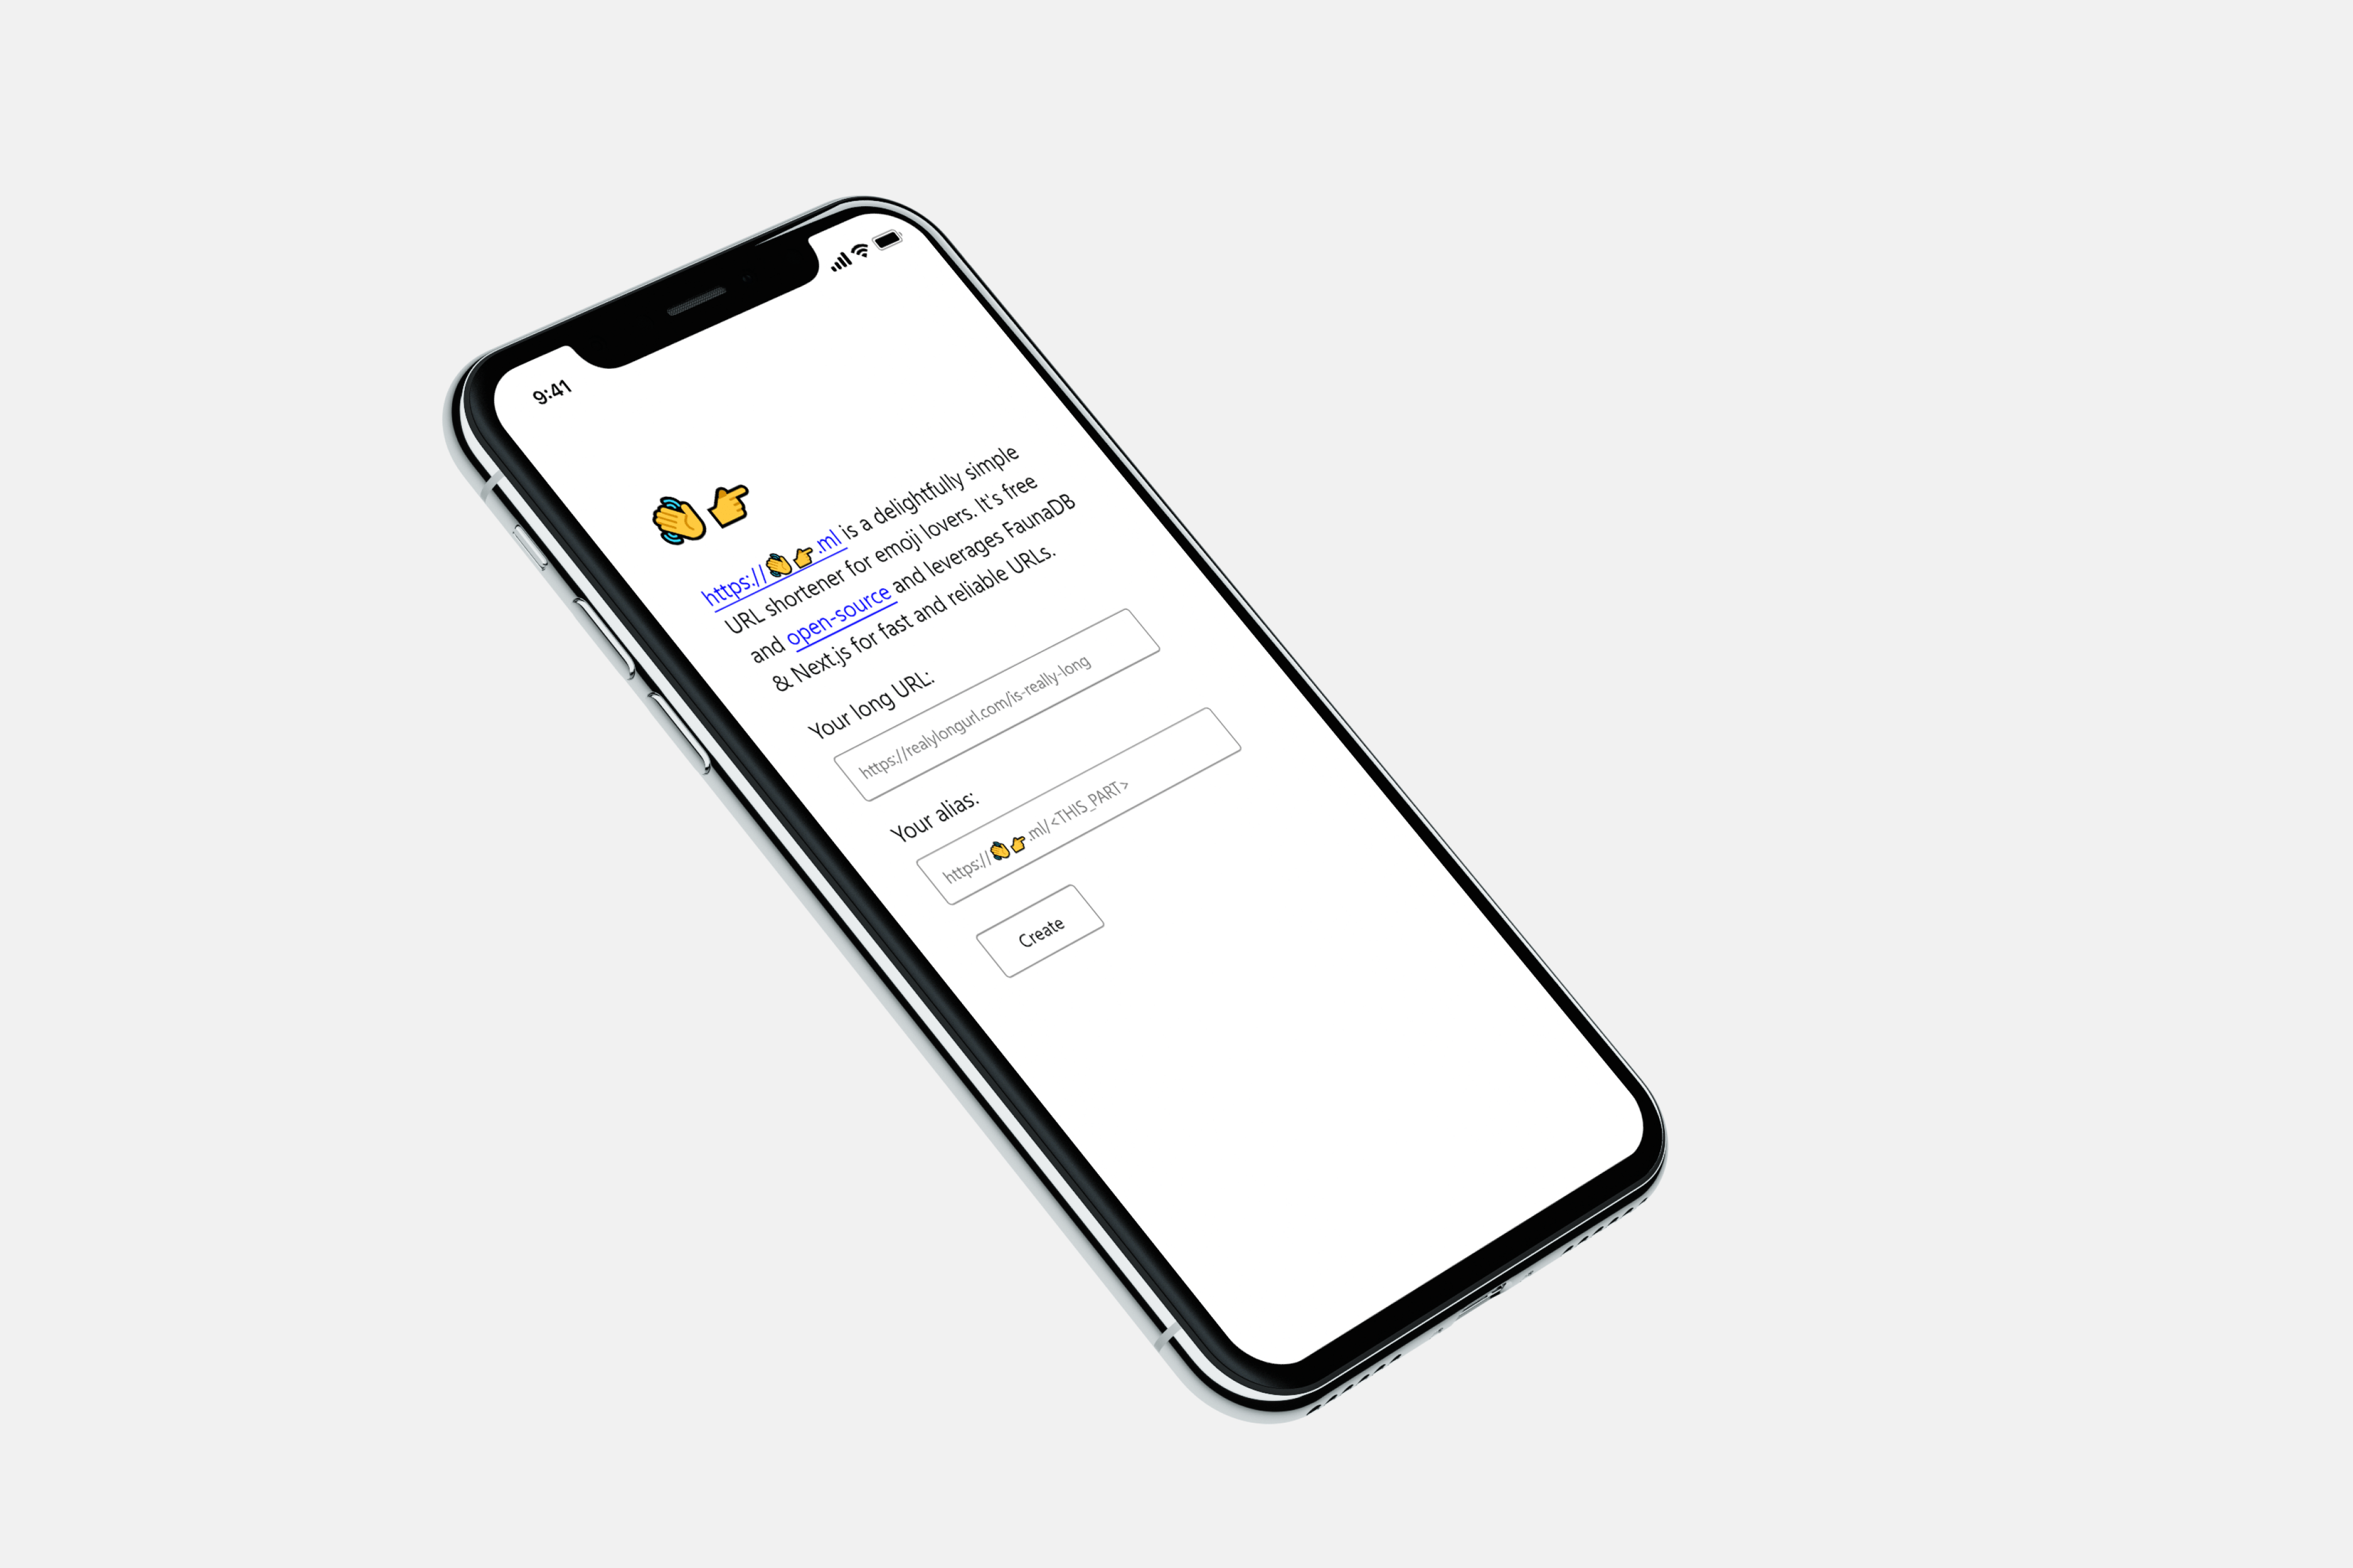 9:41
👋👉
https://👋👉.ml is a delightfully simple
URL shortener for emoji lovers. It's free
and open-source and leverages FaunaDB
& Next.js for fast and reliable URLs.
Your long URL:
https://realylongurl.com/is-really-long
Your alias:
https://👋👉.ml/<THIS_PART>
Create